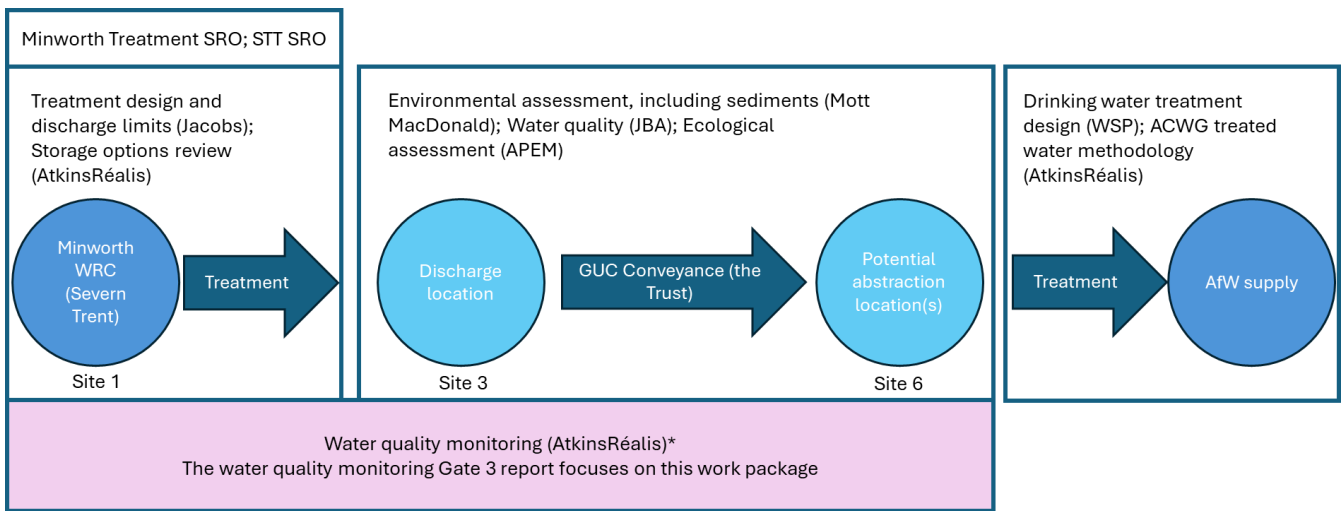 Minworth Treatment SRO; STT SRO
Treatment design and
discharge limits (Jacobs);
Storage options review
(AtkinsRéalis)
Minworth
WRC
(Severn
Trent)
Treatment
Site 1
Environmental assessment, including sediments (Mott
MacDonald); Water quality (JBA); Ecological
assessment (APEM)
Discharge
location
GUC Conveyance (the
Trust)
Potential
abstraction
location(s)
Site 3
Site 6
Drinking water treatment
design (WSP); ACWG treated
water methodology
(AtkinsRéalis)
Treatment
AfW supply
Water quality monitoring (AtkinsRéalis)*
The water quality monitoring Gate 3 report focuses on this work package